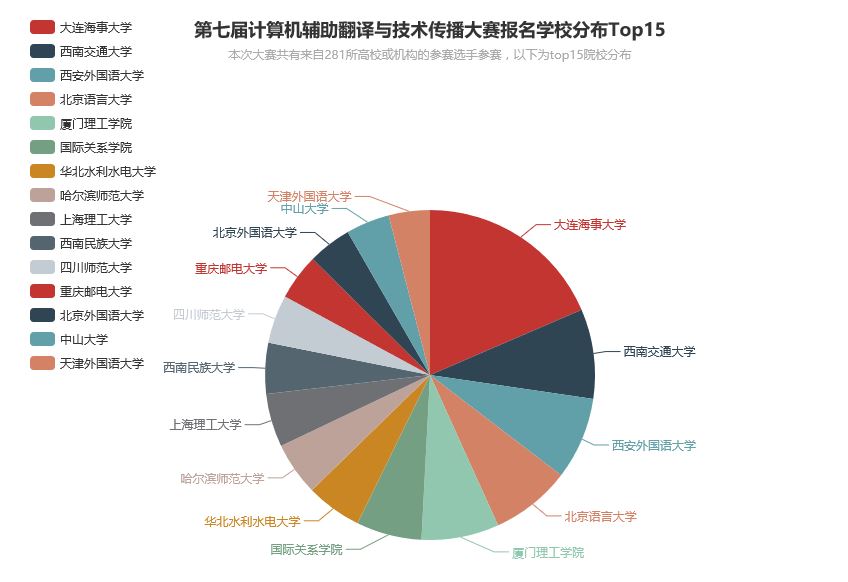 第七届计算机辅助翻译与技术传播大赛报名学校分布Top15
本次大赛共有来自281所高校或机构的参赛选手参赛，以下为top15院校分布
大连海事大学
西南交通大学
西安外国语大学
北京语言大学
厦门理工学院
国际关系学院
华北水利水电大学
哈尔滨师范大学
上海理工大学
西南民族大学
四川师范大学
重庆邮电大学
北京外国语大学
中山大学
天津外国语大学
天津外国语大学
中山大学
大连海事大学
北京外国语大学
重庆邮电大学
四川师范大学
西南交通大学
西南民族大学
上海理工大学
西安外国语大学
哈尔滨师范大学
北京语言大学
华北水利水电大学
国际关系学院
厦门理工学院